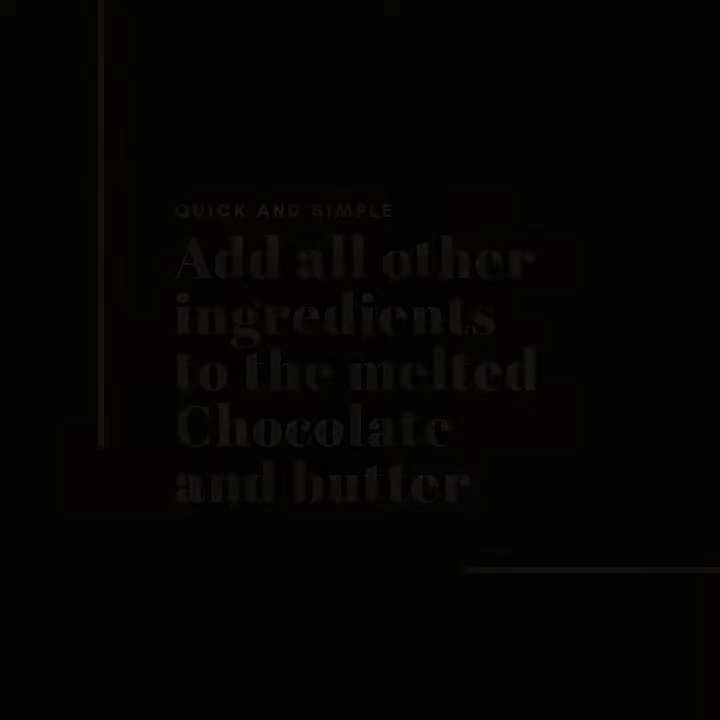 QUICK AND SIMPLE
Add all other
ingredients
to the melted
Chocolate
and butter